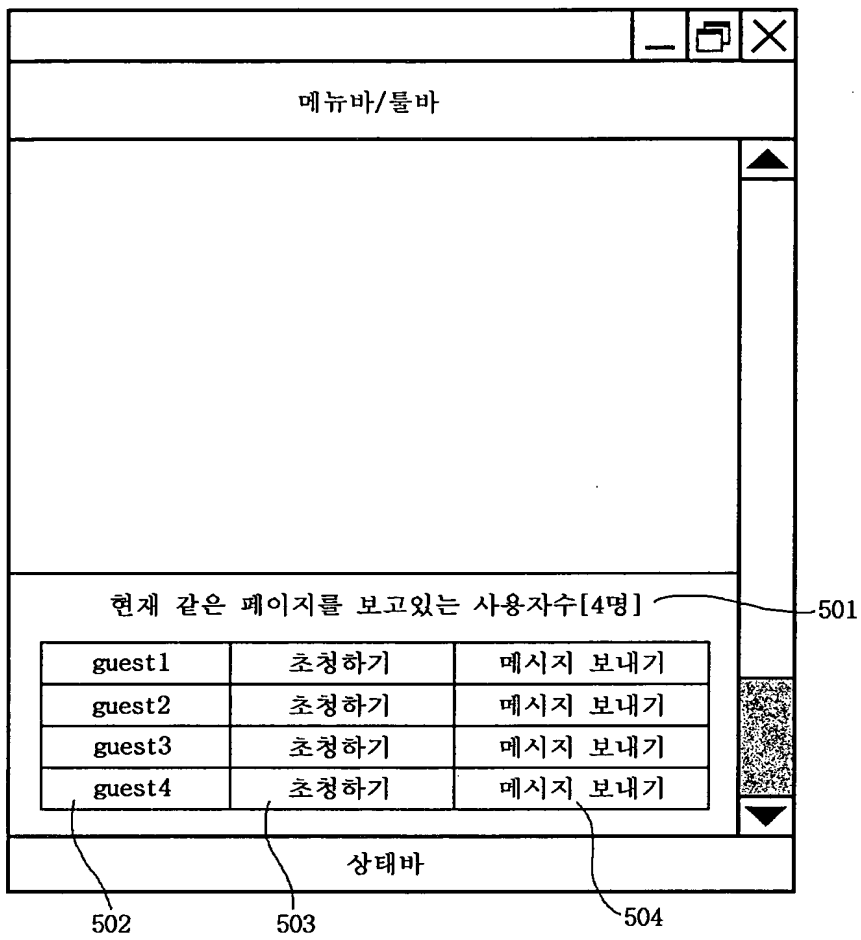 메뉴바/툴바
현재 같은 페이지를 보고있는 사용자수[4명]
501
guest1 초청하기 메시지 보내기
guest2 초청하기 메시지 보내기
guest3 초청하기 메시지 보내기
guest4 초청하기 메시지 보내기
상태바
502 503 504